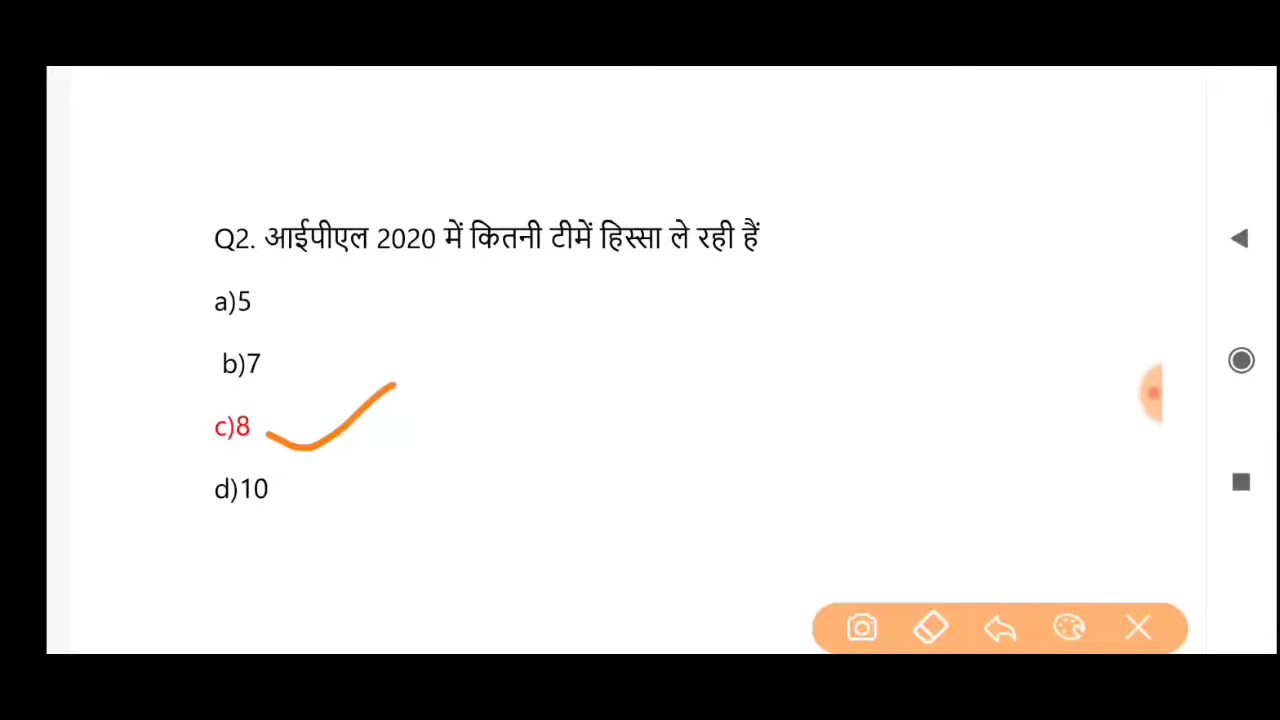 Q2. आईपीएल 2020 में कितनी टीमें हिस्सा ले रही हैं
a)5
b)7
c)8
d)10